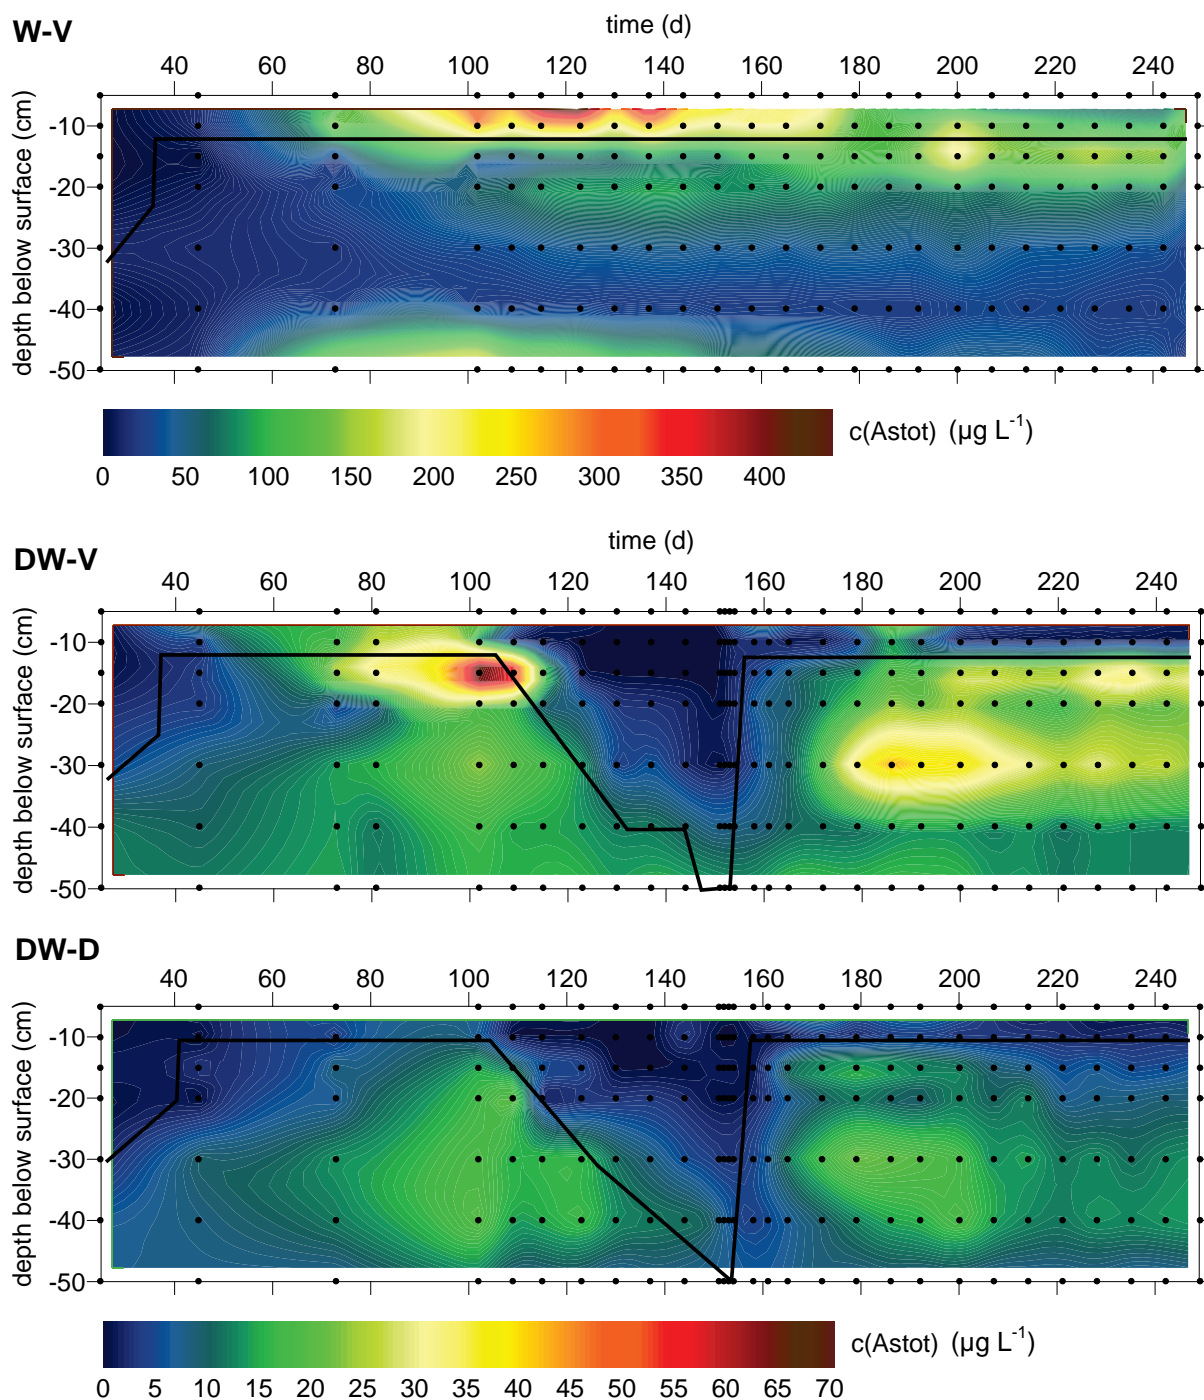 W-V
time (d)
40 60 80 100 120 140 160 180 200 220 240
depth below surface (cm)
-10
-20
-30
-40
-50
0 50 100 150 200 250 300 350 400
c(Astot) (µg L-1)
DW-V
time (d)
40 60 80 100 120 140 160 180 200 220 240
depth below surface (cm)
-10
-20
-30
-40
-50
DW-D
40 60 80 100 120 140 160 180 200 220 240
depth below surface (cm)
-10
-20
-30
-40
-50
0 5 10 15 20 25 30 35 40 45 50 55 60 65 70
c(Astot) (µg L-1)